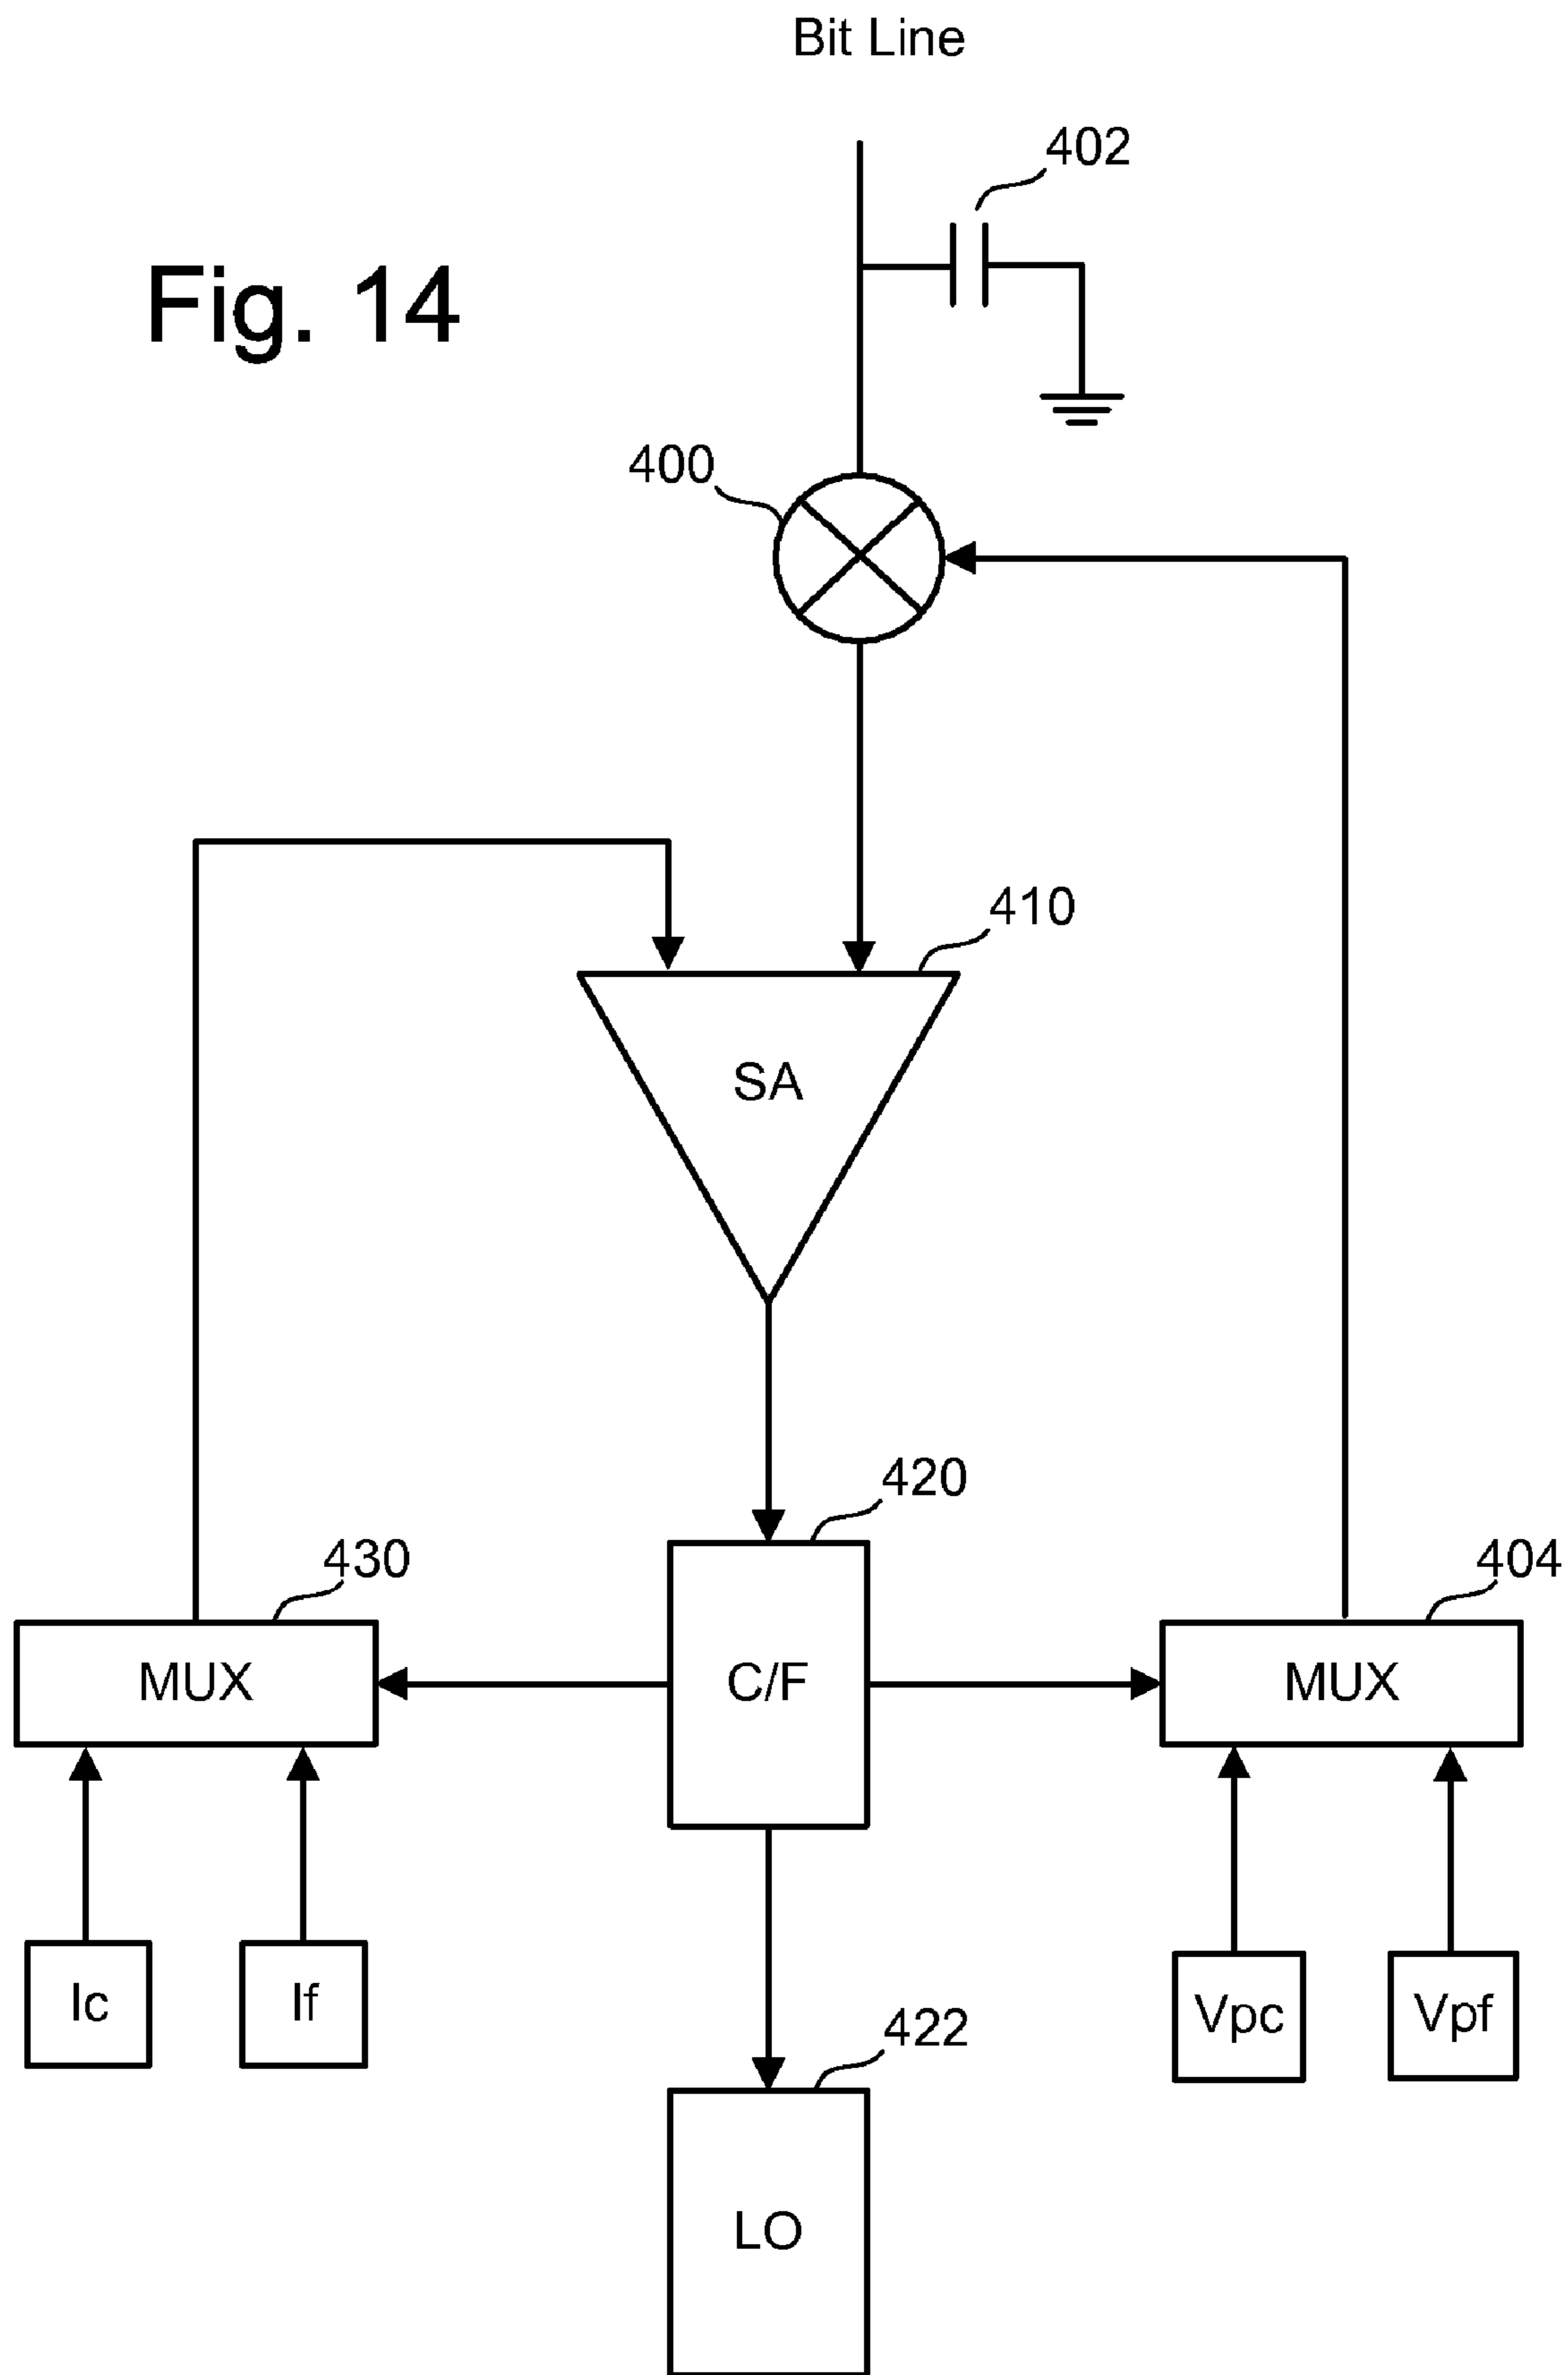 Bit Line
402
Fig. 14
400
410
SA
420
430
404
MUX
C/F
MUX
Ic
If
Vpc
Vpf
422
LO